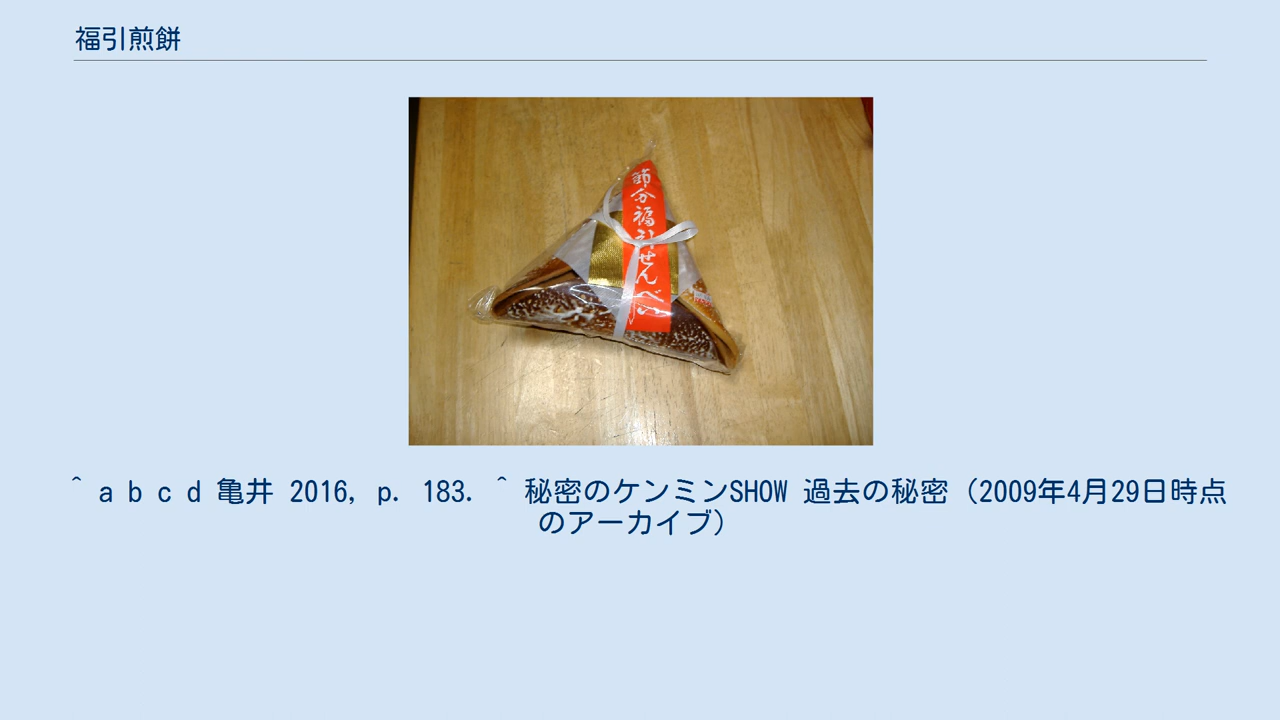 福引煎餅
節分福引せんべい
^ a b c d 亀井 2016, p. 183. ^ 秘密のケンミンSHOW 過去の秘密（2009年4月29日時点
のアーカイブ）